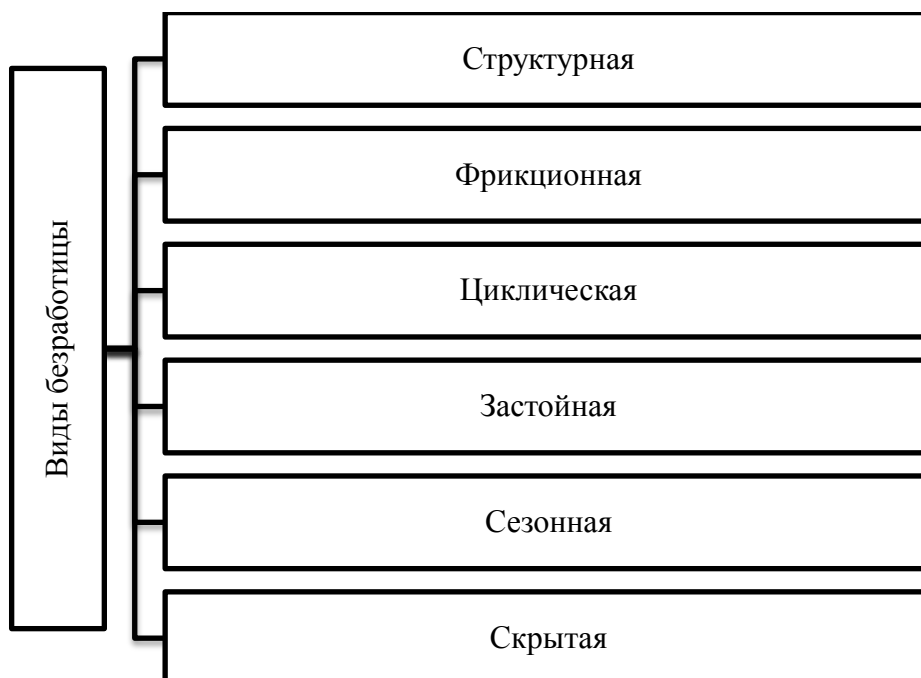 Виды безработицы
Структурная
Фрикционная
Циклическая
Застойная
Сезонная
Скрытая